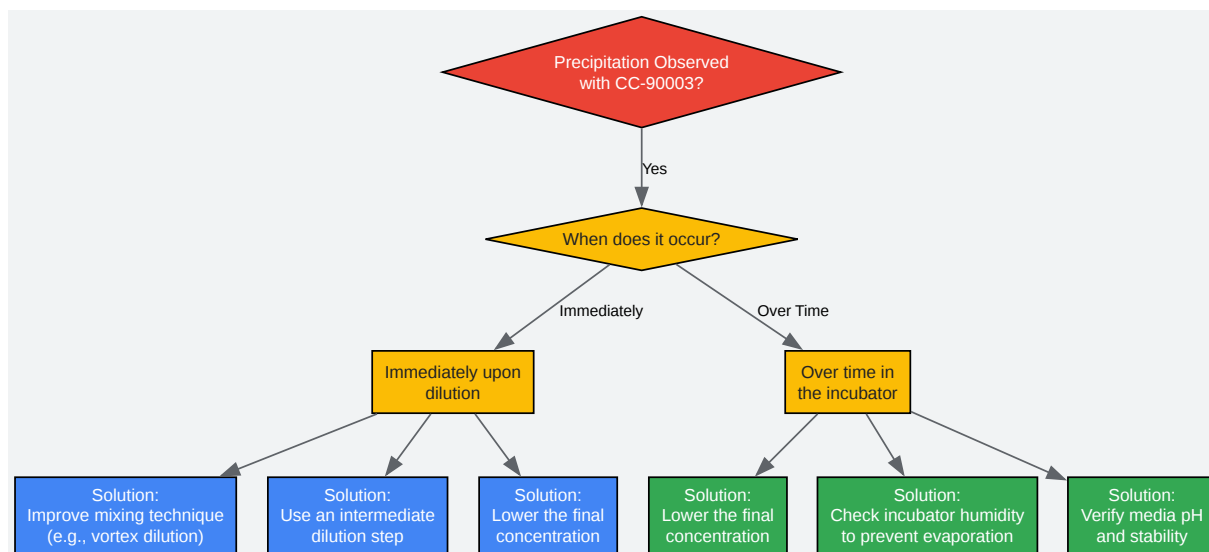 Precipitation Observed
with CC-90003?
Yes
When does it occur?
Immediately
Over Time
Immediately upon
dilution
Over time in
the incubator
Solution:
Improve mixing technique
(e.g., vortex dilution)
Solution:
Use an intermediate
dilution step
Solution:
Lower the final
concentration
Solution:
Lower the final
concentration
Solution:
Check incubator humidity
to prevent evaporation
Solution:
Verify media pH
and stability